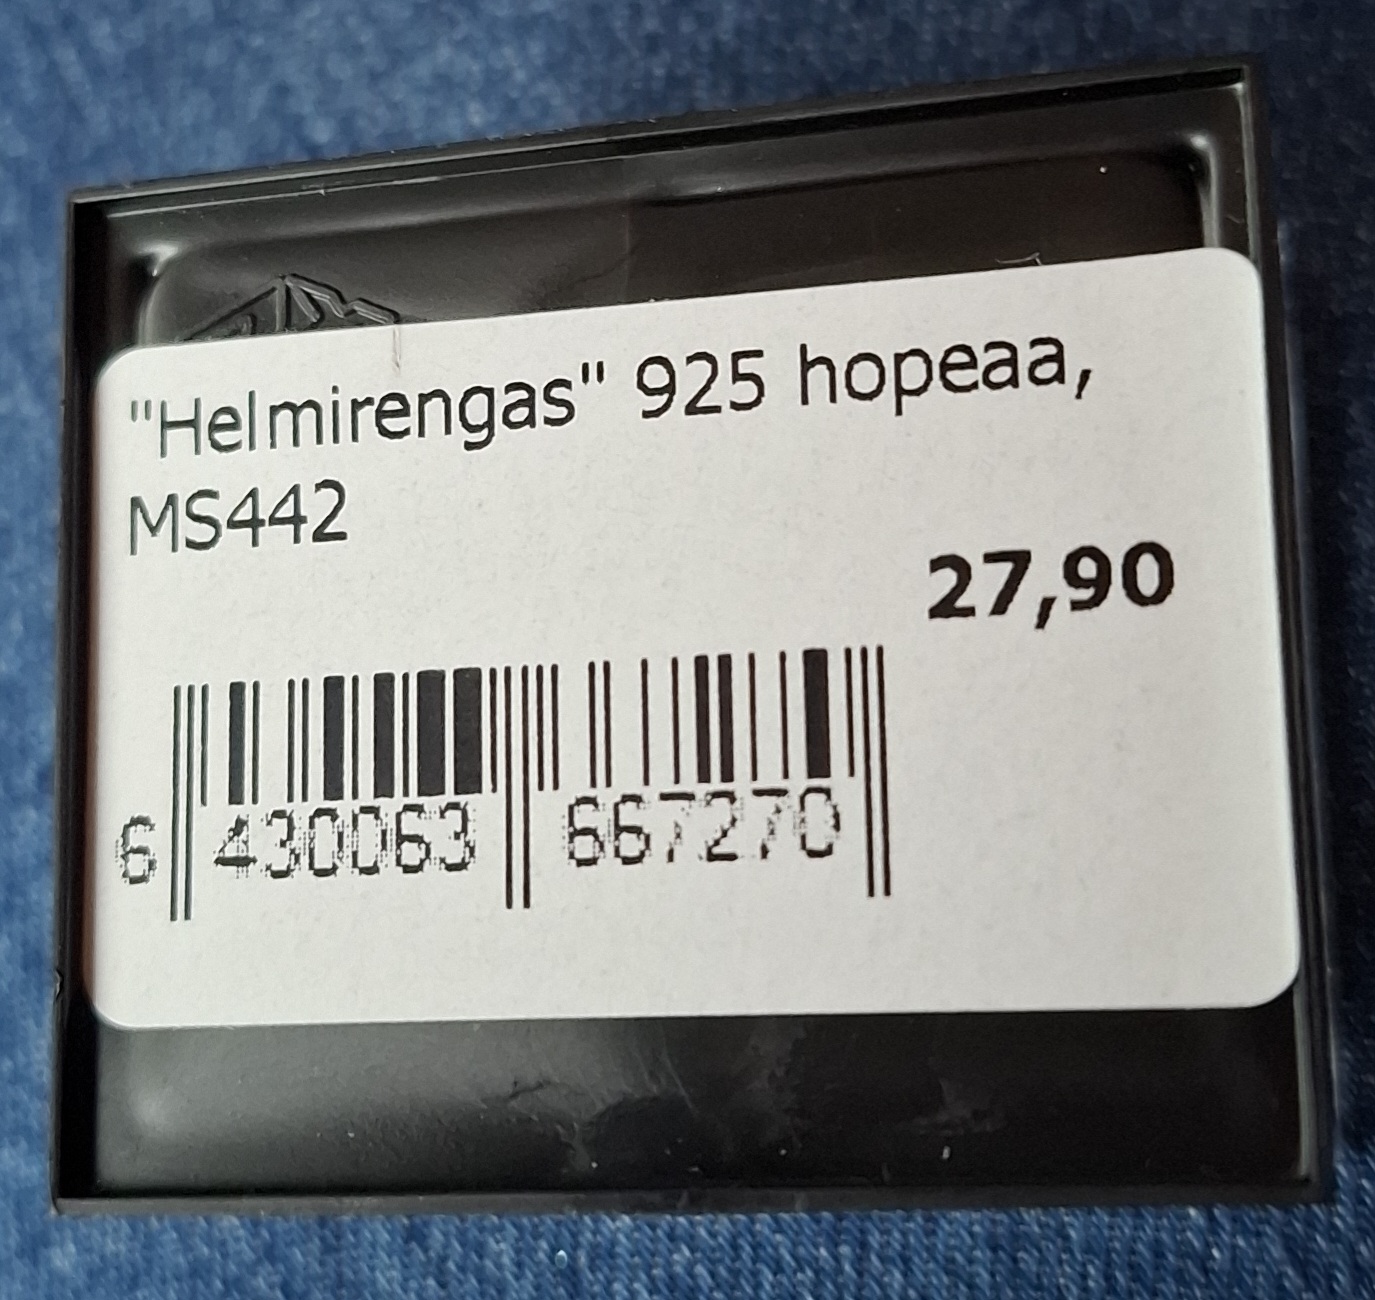 "Helmirengas" 925 hopeaa,
MS442
27,90
6 430063 667270